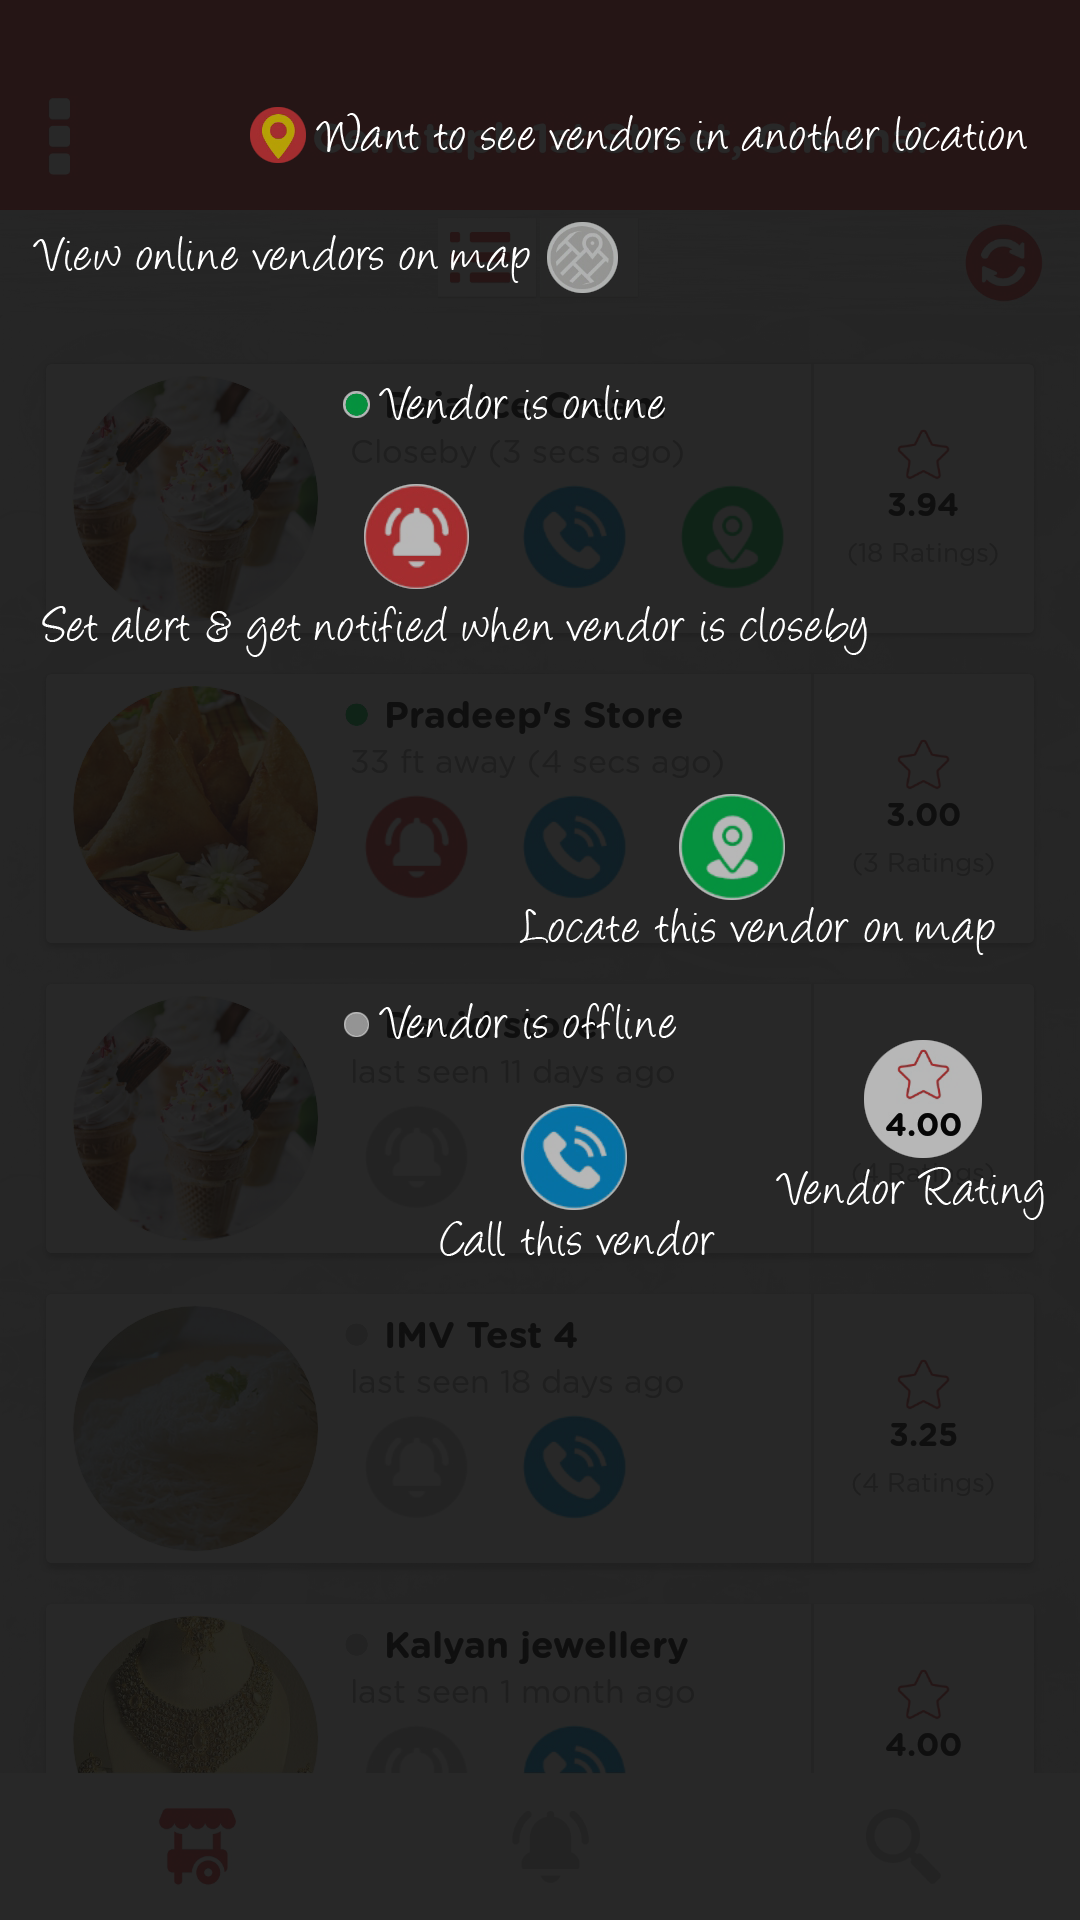 Want to see vendors in another location
View online vendors on map
Vendor is online
Closeby (3 secs ago)
3.94
(18 Ratings)
Set alert & get notified when vendor is closeby
Pradeep's Store
33 ft away (4 secs ago)
3.00
(3 Ratings)
Locate this vendor on map
Vendor is offline
last seen 11 days ago
4.00
Vendor Rating
Call this vendor
IMV Test 4
last seen 18 days ago
3.25
(4 Ratings)
Kalyan jewellery
last seen 1 month ago
4.00